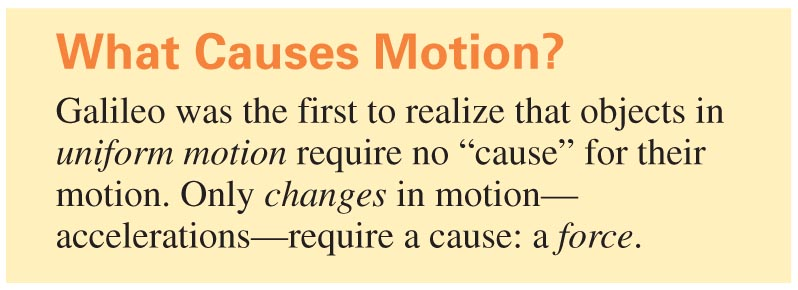 What Causes Motion?
Galileo was the first to realize that objects in
uniform motion require no “cause” for their
motion. Only changes in motion—
accelerations—require a cause: a force.